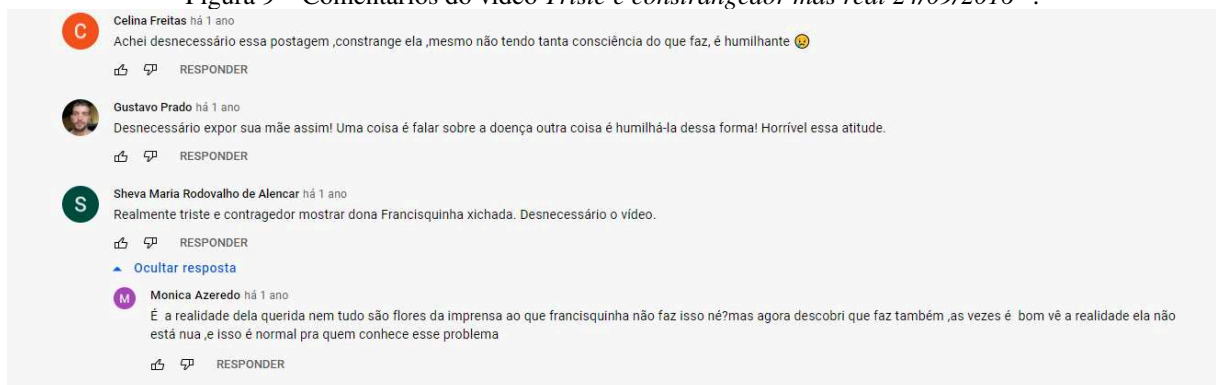 Figura 9 – Comentários do vídeo Triste e constrangedor mas real 24/09/2018
Celina Freitas há 1 ano
Achei desnecessário essa postagem ,constrange ela ,mesmo não tendo tanta consciência do que faz, é humilhante 😢
RESPONDER
Gustavo Prado há 1 ano
Desnecessário expor sua mãe assim! Uma coisa é falar sobre a doença outra coisa é humilhá-la dessa forma! Horrível essa atitude.
RESPONDER
Sheva Maria Rodovalho de Alencar há 1 ano
Realmente triste e contragedor mostrar dona Francisquinha xichada. Desnecessário o vídeo.
RESPONDER
Ocultar resposta
Monica Azeredo há 1 ano
É a realidade dela querida nem tudo são flores da imprensa ao que francisquinha não faz isso né?mas agora descobri que faz também ,as vezes é bom vê a realidade ela não
está nua ,e isso é normal pra quem conhece esse problema
RESPONDER